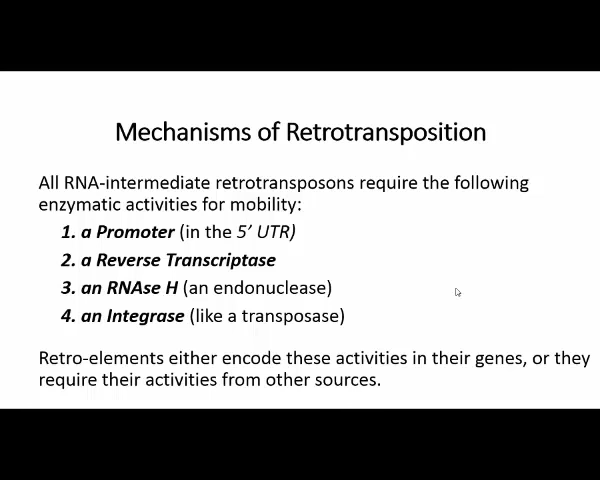 Mechanisms of Retrotransposition
All RNA-intermediate retrotransposons require the following
enzymatic activities for mobility:
1. a Promoter (in the 5' UTR)
2. a Reverse Transcriptase
3. an RNAse H (an endonuclease)
4. an Integrase (like a transposase)
Retro-elements either encode these activities in their genes, or they
require their activities from other sources.